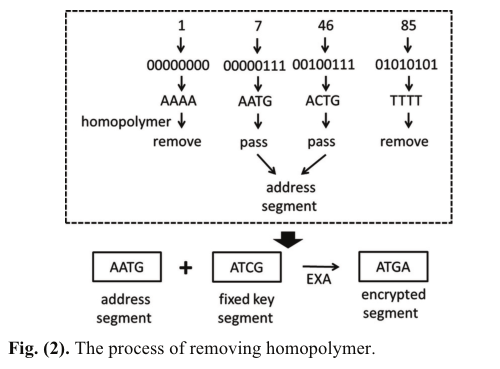 1 7 46 85
00000000 00000111 00100111 01010101
AAAA AATG ACTG TTTT
homopolymer
remove pass pass remove
address
segment
AATG + ATCG EXA ATGA
address fixed key encrypted
segment segment segment
Fig. (2). The process of removing homopolymer.